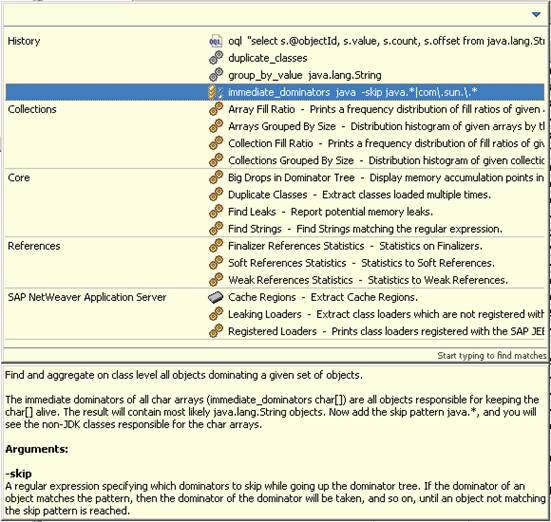 History
oql "select s.@objectId, s.value, s.count, s.offset from java.lang.Str
duplicate_classes
group_by_value java.lang.String
immediate_dominators java -skip java.*|com\.sun.\.*
Collections
Array Fill Ratio - Prints a frequency distribution of fill ratios of given
Arrays Grouped By Size - Distribution histogram of given arrays by th
Collection Fill Ratio - Prints a frequency distribution of fill ratios of giv
Collections Grouped By Size - Distribution histogram of given collectic
Core
Big Drops in Dominator Tree - Display memory accumulation points in
Duplicate Classes - Extract classes loaded multiple times.
Find Leaks - Report potential memory leaks.
Find Strings - Find Strings matching the regular expression.
References
Finalizer References Statistics - Statistics on Finalizers.
Soft References Statistics - Statistics to Soft References.
Weak References Statistics - Statistics to Weak References.
SAP NetWeaver Application Server
Cache Regions - Extract Cache Regions.
Leaking Loaders - Extract class loaders which are not registered with
Registered Loaders - Prints class loaders registered with the SAP JEE
Start typing to find matches
Find and aggregate on class level all objects dominating a given set of objects.
The immediate dominators of all char arrays (immediate_dominators char[]) are all objects responsible for keeping the
char[] alive. The result will contain most likely java.lang.String objects. Now add the skip pattern java.*, and you will
see the non-JDK classes responsible for the char arrays.
Arguments:
-skip
A regular expression specifying which dominators to skip while going up the dominator tree. If the dominator of an
object matches the pattern, then the dominator of the dominator will be taken, and so on, until an object not matching
the skip pattern is reached.